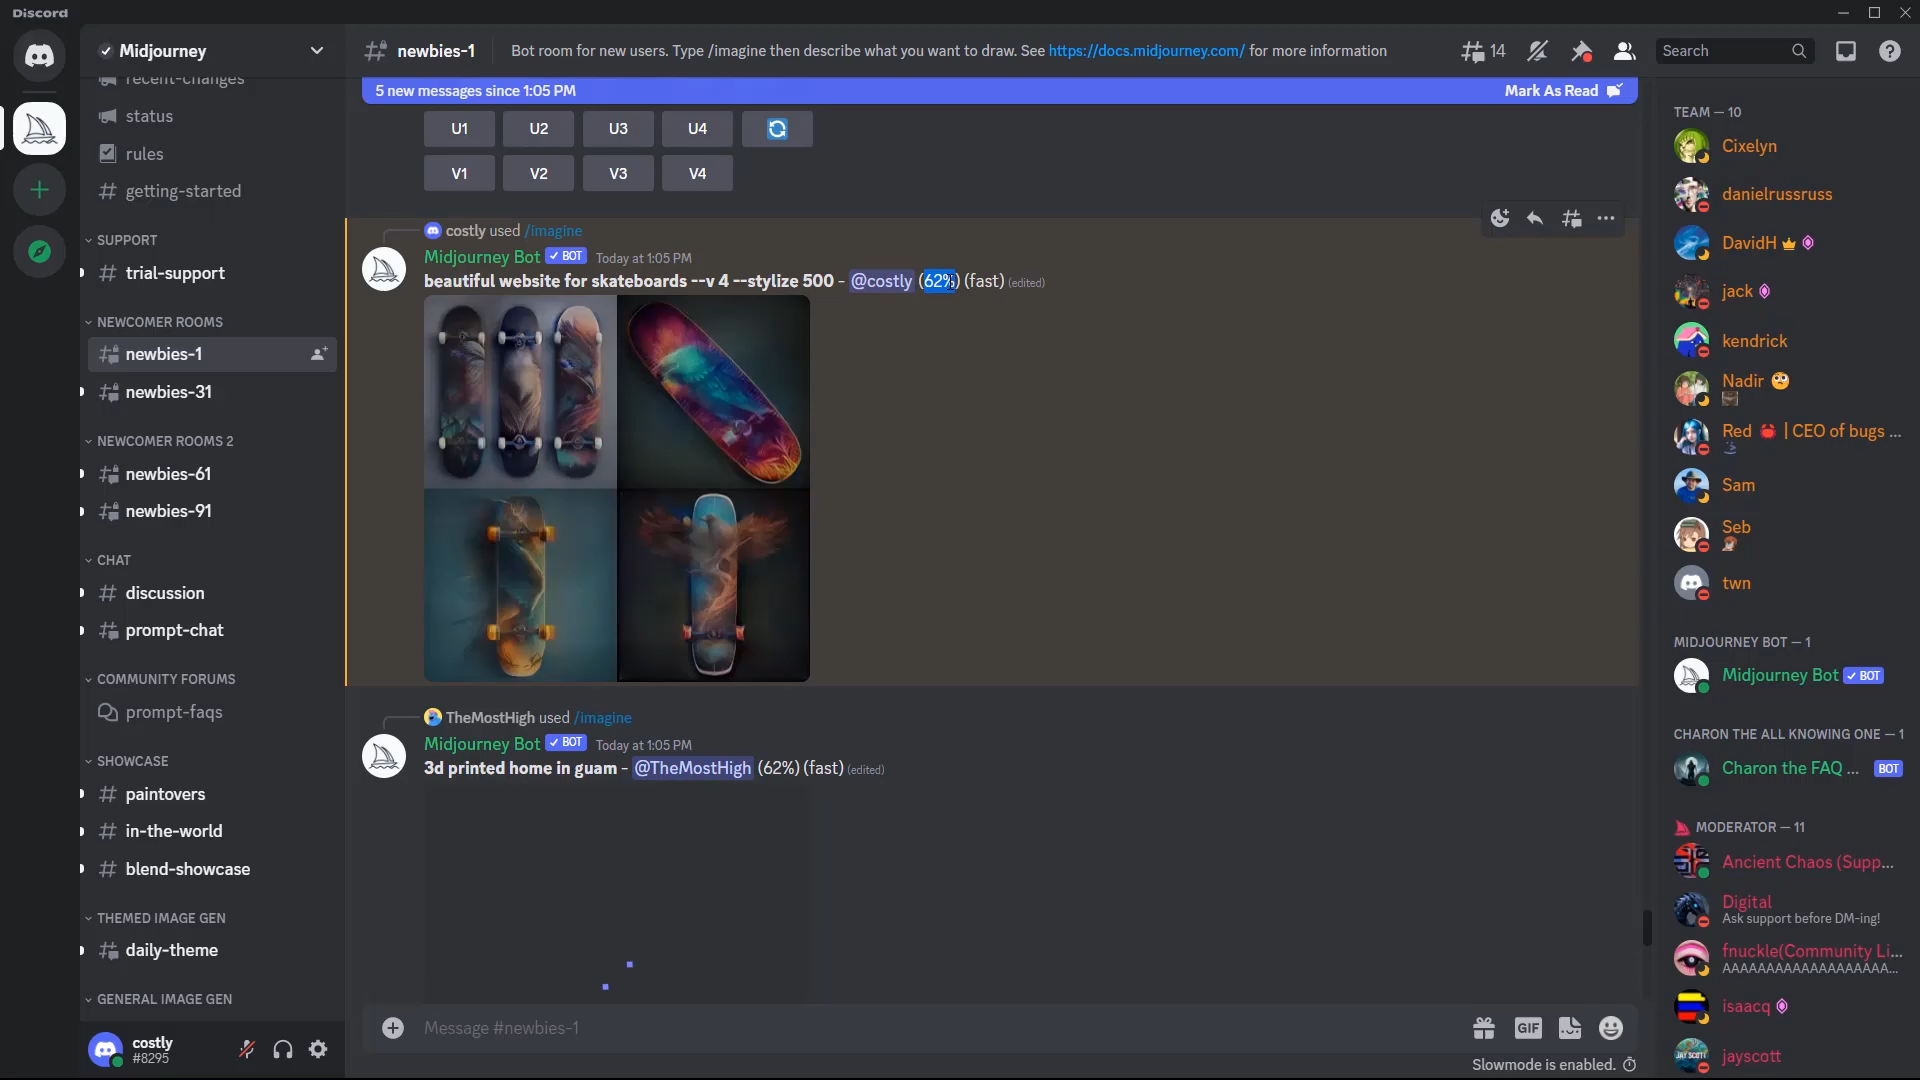 Discord
Midjourney
recent-changes
status
rules
getting-started
SUPPORT
trial-support
NEWCOMER ROOMS
newbies-1
newbies-31
NEWCOMER ROOMS 2
newbies-61
newbies-91
CHAT
discussion
prompt-chat
COMMUNITY FORUMS
prompt-faqs
SHOWCASE
paintovers
in-the-world
blend-showcase
THEMED IMAGE GEN
daily-theme
GENERAL IMAGE GEN
costly
#8295
newbies-1
Bot room for new users. Type /imagine then describe what you want to draw. See https://docs.midjourney.com/ for more information
14
Search
5 new messages since 1:05 PM
Mark As Read
U1 U2 U3 U4
V1 V2 V3 V4
costly used /imagine
Midjourney Bot ✓ BOT Today at 1:05 PM
beautiful website for skateboards --v 4 --stylize 500 - @costly (62%) (fast) (edited)
TheMostHigh used /imagine
Midjourney Bot ✓ BOT Today at 1:05 PM
3d printed home in guam - @TheMostHigh (62%) (fast) (edited)
Message #newbies-1
GIF
Slowmode is enabled.
TEAM — 10
Cixelyn
danielrussruss
DavidH
jack
kendrick
Nadir
Red 🦀 | CEO of bugs ...
Sam
Seb
twn
MIDJOURNEY BOT — 1
Midjourney Bot ✓ BOT
CHARON THE ALL KNOWING ONE — 1
Charon the FAQ ... BOT
MODERATOR — 11
Ancient Chaos (Supp...
Digital
Ask support before DM-ing!
fnuckle(Community Li...
AAAAAAAAAAAAAAAAAAA...
isaacq
JAY SCOTT
jayscott